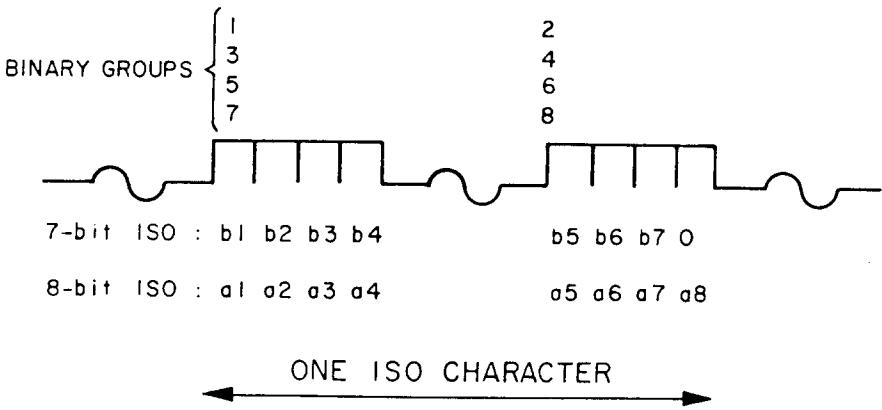 1 2
3 4
BINARY GROUPS
5 6
7 8
7-bit ISO : b1 b2 b3 b4 b5 b6 b7 0
8-bit ISO : a1 a2 a3 a4 a5 a6 a7 a8
ONE ISO CHARACTER